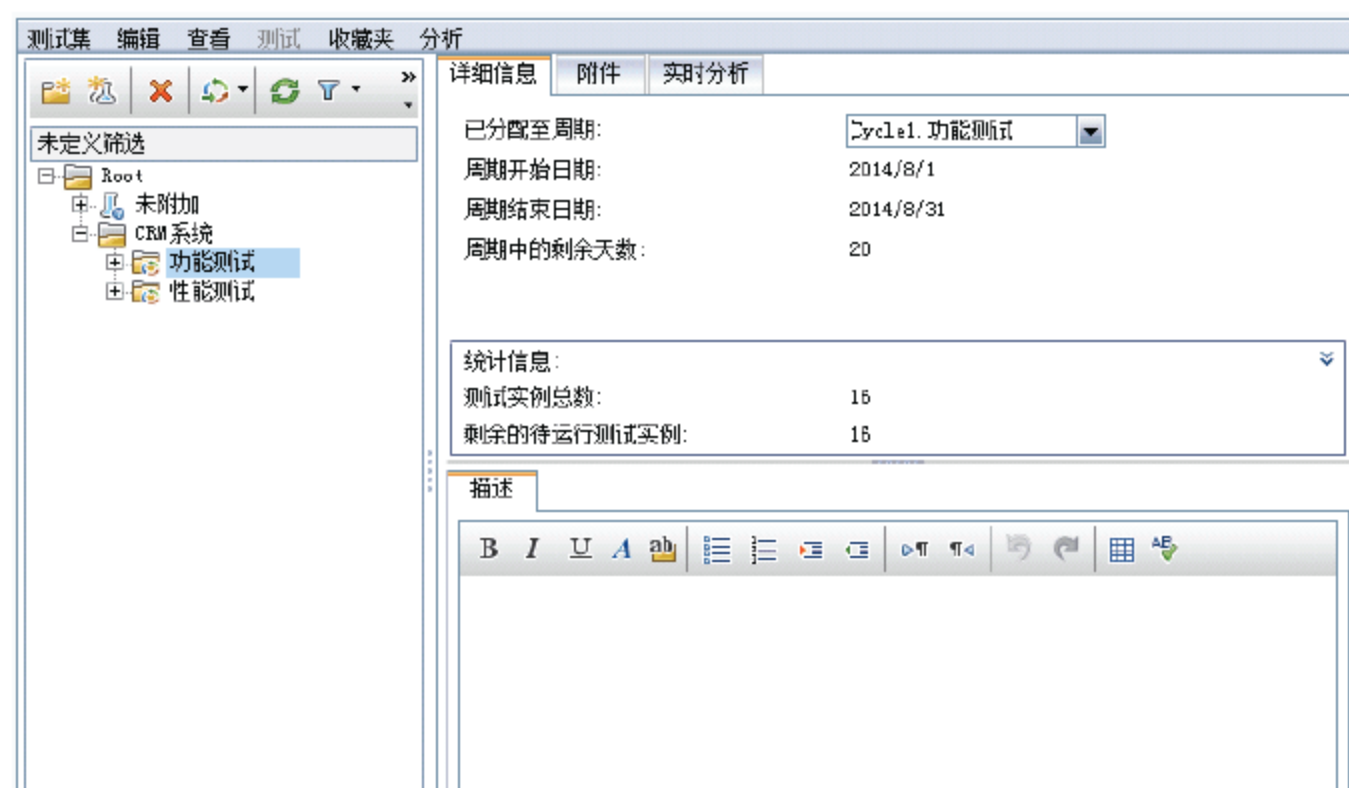 测试集 编辑 查看 测试 收藏夹 分析
详细信息 附件 实时分析
未定义筛选
Root
未附加
CRM系统
功能测试
性能测试
已分配至周期: Cycle1.功能测试
周期开始日期: 2014/8/1
周期结束日期: 2014/8/31
周期中的剩余天数: 20
统计信息:
测试实例总数: 16
剩余的待运行测试实例: 16
描述
B I U A ab